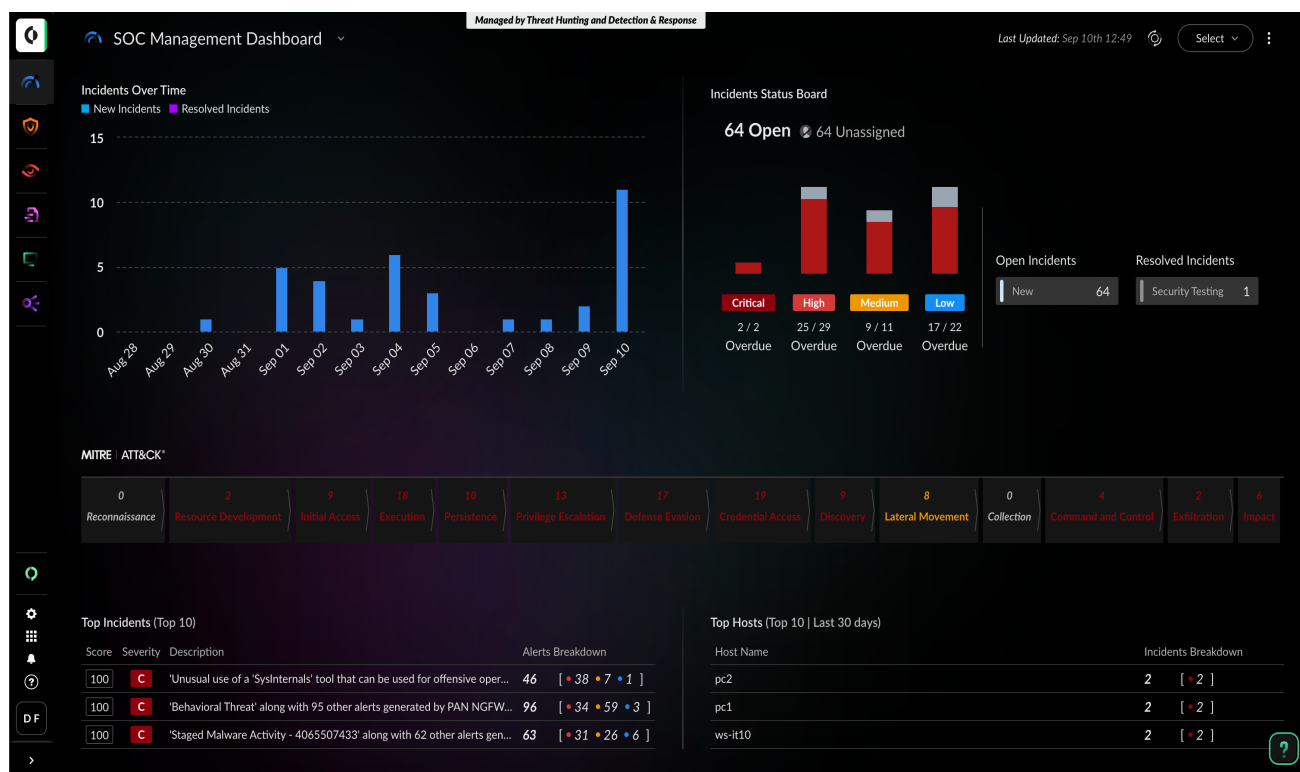 Managed by Threat Hunting and Detection & Response
SOC Management Dashboard
Last Updated: Sep 10th 12:49
Select
Incidents Over Time
New Incidents Resolved Incidents
15
10
5
0
Aug 28 Aug 29 Aug 30 Aug 31 Sep 01 Sep 02 Sep 03 Sep 04 Sep 05 Sep 06 Sep 07 Sep 08 Sep 09 Sep 10
Incidents Status Board
64 Open 64 Unassigned
Critical High Medium Low
2 / 2 25 / 29 9 / 11 17 / 22
Overdue Overdue Overdue Overdue
Open Incidents Resolved Incidents
New 64 Security Testing 1
MITRE | ATT&CK®
0 2 9 18 10 13 17 19 9 8 0 4 2 6
Reconnaissance Resource Development Initial Access Execution Persistence Privilege Escalation Defense Evasion Credential Access Discovery Lateral Movement Collection Command and Control Exfiltration Impact
Top Incidents (Top 10)
Score Severity Description Alerts Breakdown
100 C 'Unusual use of a 'SysInternals' tool that can be used for offensive oper... 46 [ • 38 • 7 • 1 ]
100 C 'Behavioral Threat' along with 95 other alerts generated by PAN NGFW... 96 [ • 34 • 59 • 3 ]
100 C 'Staged Malware Activity - 4065507433' along with 62 other alerts gen... 63 [ • 31 • 26 • 6 ]
Top Hosts (Top 10 | Last 30 days)
Host Name Incidents Breakdown
pc2 2 [ • 2 ]
pc1 2 [ • 2 ]
ws-it10 2 [ • 2 ]
?
DF
?